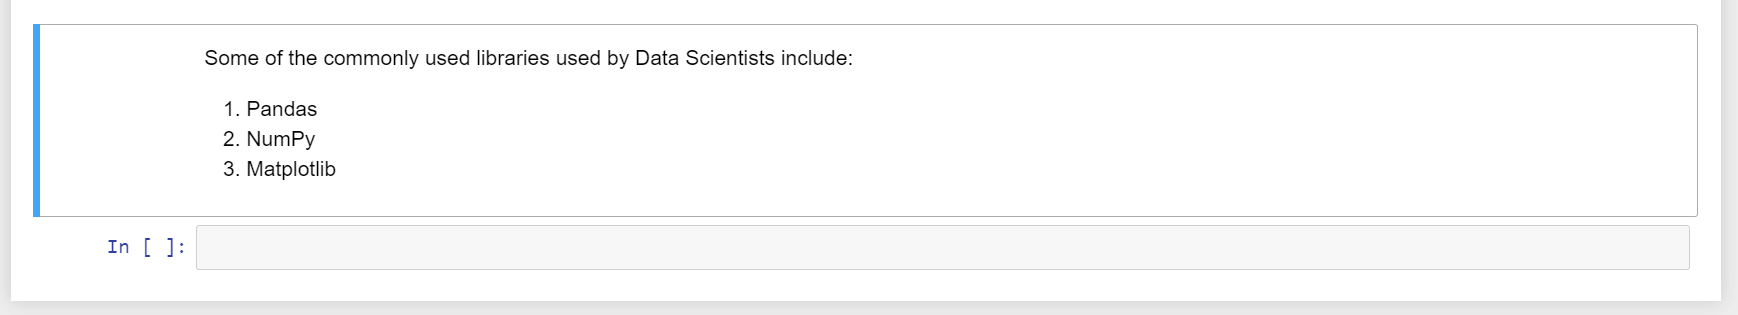 Some of the commonly used libraries used by Data Scientists include:
1. Pandas
2. NumPy
3. Matplotlib
In [ ]: